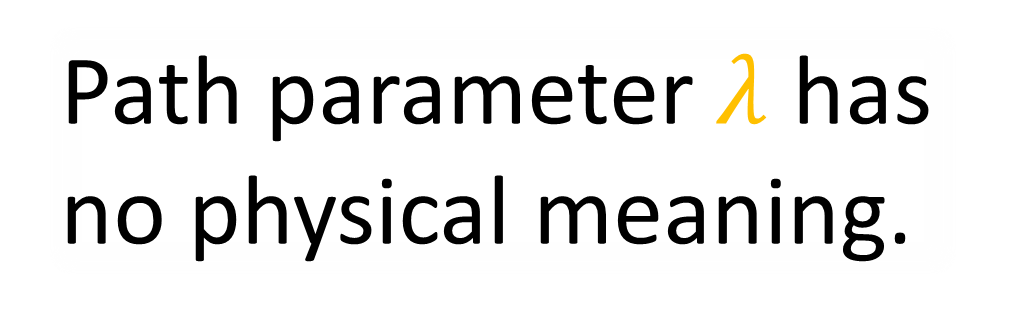 Path parameter λ has
no physical meaning.